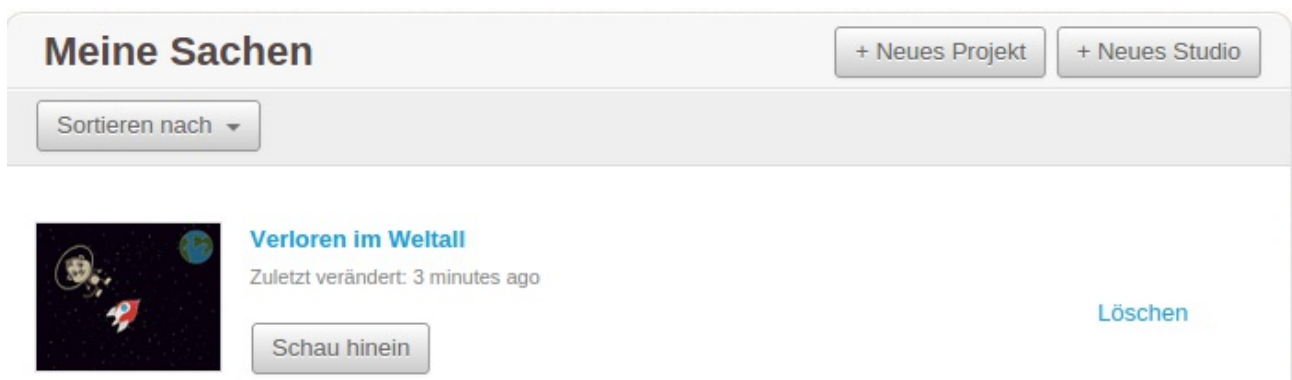 Meine Sachen
+ Neues Projekt
+ Neues Studio
Sortieren nach
Verloren im Weltall
Zuletzt verändert: 3 minutes ago
Löschen
Schau hinein